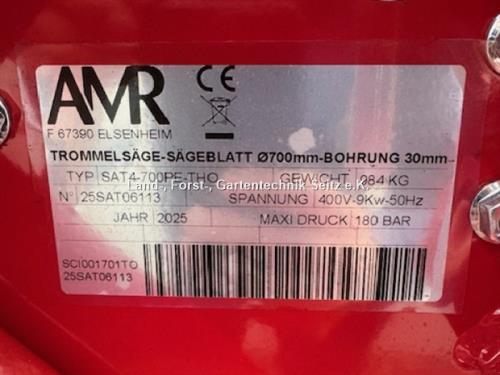 AMR
CE
F 67390 ELSENHEIM
TROMMELSÄGE-SÄGEBLATT Ø700mm-BOHRUNG 30mm
TYP SAT4-700PE-THO GEWICHT 984 KG
Land-, Forst-, Gartentechnik Seitz e.K.
N° 25SAT06113 SPANNUNG 400V-9Kw-50Hz
JAHR 2025 MAXI DRUCK 180 BAR
SCI001701TO
25SAT06113